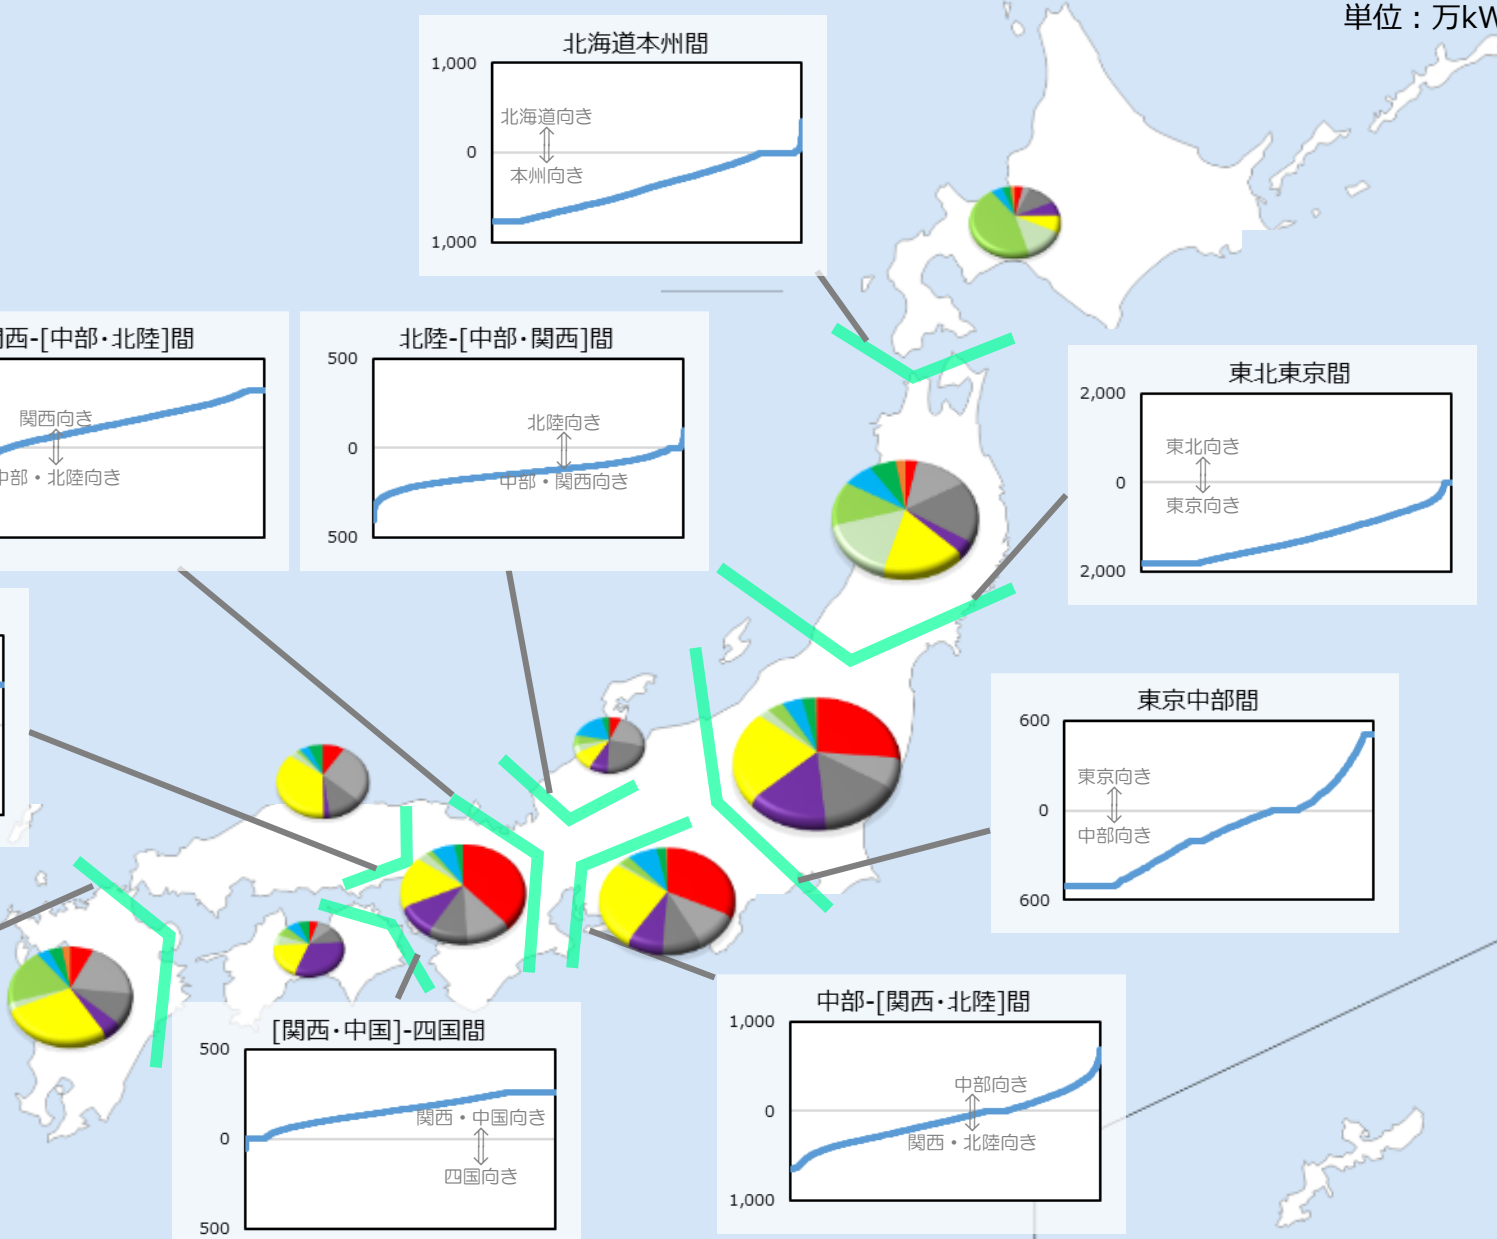 単位：万kW
北海道本州間
1,000
北海道向き
0
本州向き
1,000
西-[中部･北陸]間
関西向き
中部・北陸向き
北陸-[中部･関西]間
500
北陸向き
0
中部・関西向き
500
東北東京間
2,000
東北向き
0
東京向き
2,000
東京中部間
600
東京向き
0
中部向き
600
[関西･中国]-四国間
500
関西・中国向き
0
四国向き
500
中部-[関西･北陸]間
1,000
中部向き
0
関西・北陸向き
1,000